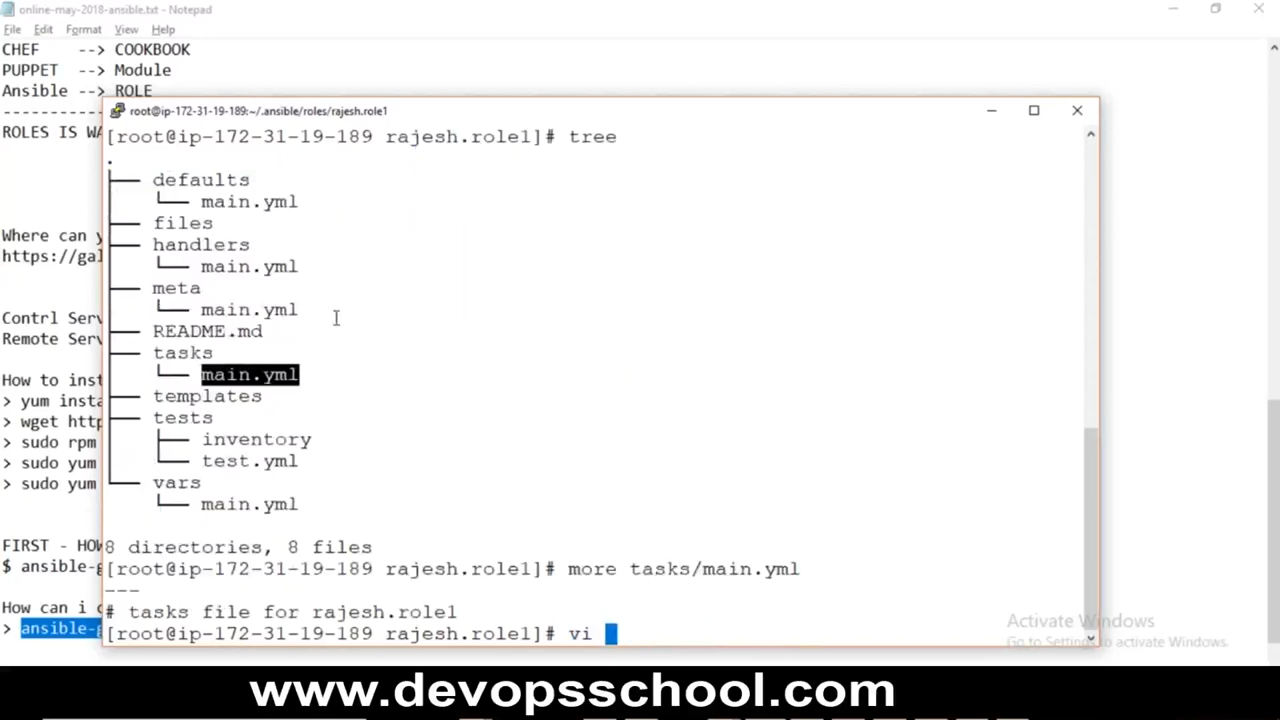 online-may-2018-ansible.txt - Notepad
File Edit Format View Help
CHEF --> COOKBOOK
PUPPET --> Module
Ansible --> ROLE
ROLES IS WA
Where can y
https://gal
Contrl Serv
Remote Serv
How to inst
> yum insta
> wget http
> sudo rpm
> sudo yum
> sudo yum
FIRST - HOW
$ ansible-g
How can i c
> ansible-g
root@ip-172-31-19-189:~/.ansible/roles/rajesh.role1
[root@ip-172-31-19-189 rajesh.role1]# tree
.
├── defaults
│   └── main.yml
├── files
├── handlers
│   └── main.yml
├── meta
│   └── main.yml
├── README.md
├── tasks
│   └── main.yml
├── templates
├── tests
│   ├── inventory
│   └── test.yml
└── vars
    └── main.yml
8 directories, 8 files
[root@ip-172-31-19-189 rajesh.role1]# more tasks/main.yml
---
# tasks file for rajesh.role1
[root@ip-172-31-19-189 rajesh.role1]# vi
Activate Windows
Go to Settings to activate Windows.
www.devopsschool.com